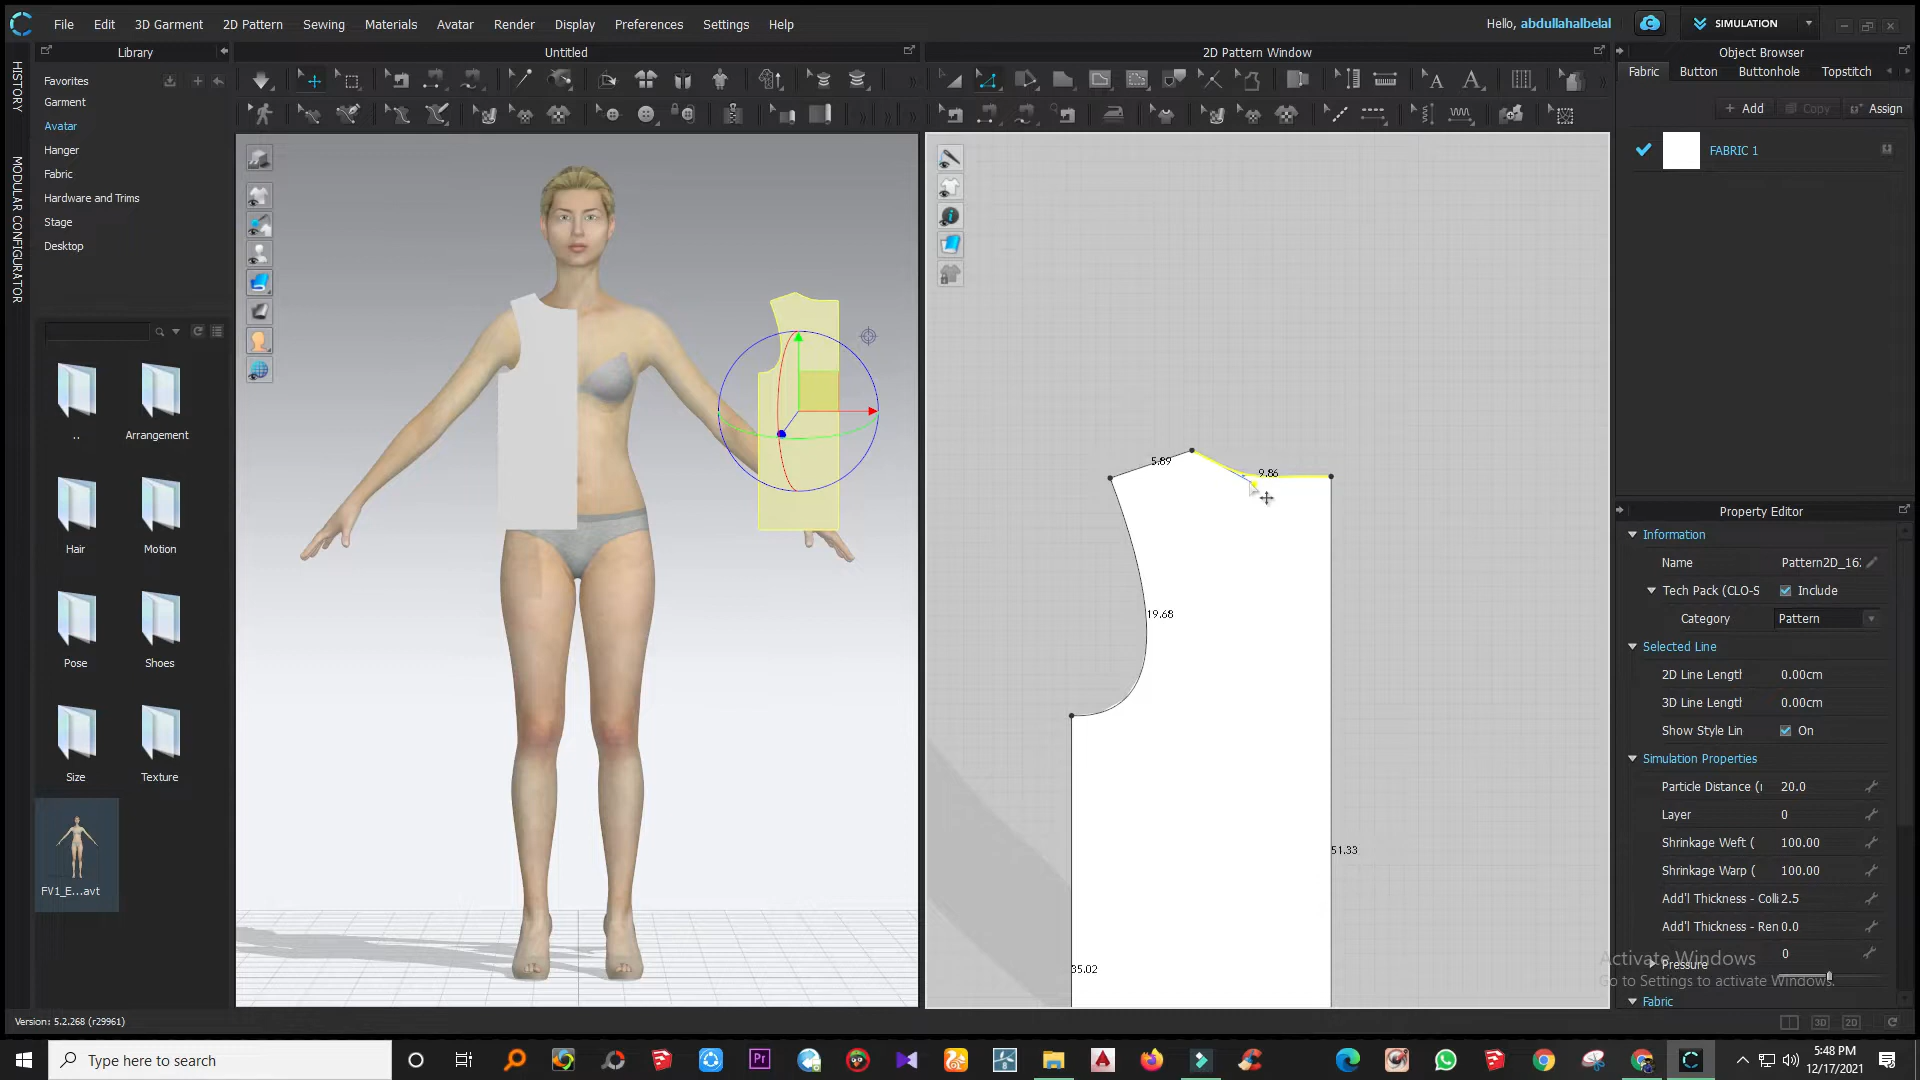 File Edit 3D Garment 2D Pattern Sewing Materials Avatar Render Display Preferences Settings Help
Hello, abdullahalbelal
SIMULATION
HISTORY
MODULAR CONFIGURATOR
Library
Favorites
Garment
Avatar
Hanger
Fabric
Hardware and Trims
Stage
Desktop
..
Arrangement
Hair
Motion
Pose
Shoes
Size
Texture
FV1_E...avt
Untitled
2D Pattern Window
5.89
9.86
19.68
51.33
35.02
Object Browser
Fabric Button Buttonhole Topstitch
+ Add Copy Assign
FABRIC 1
Property Editor
Information
Name Pattern2D_16
Tech Pack (CLO-S Include
Category Pattern
Selected Line
2D Line Length 0.00cm
3D Line Length 0.00cm
Show Style Lin On
Simulation Properties
Particle Distance (r 20.0
Layer 0
Shrinkage Weft ( 100.00
Shrinkage Warp ( 100.00
Add'l Thickness - Colli 2.5
Add'l Thickness - Ren 0.0
Pressure 0
Fabric
Activate Windows
Go to Settings to activate Windows.
Version: 5.2.268 (r29961)
3D 2D
Type here to search
Pr
5:48 PM
12/17/2021